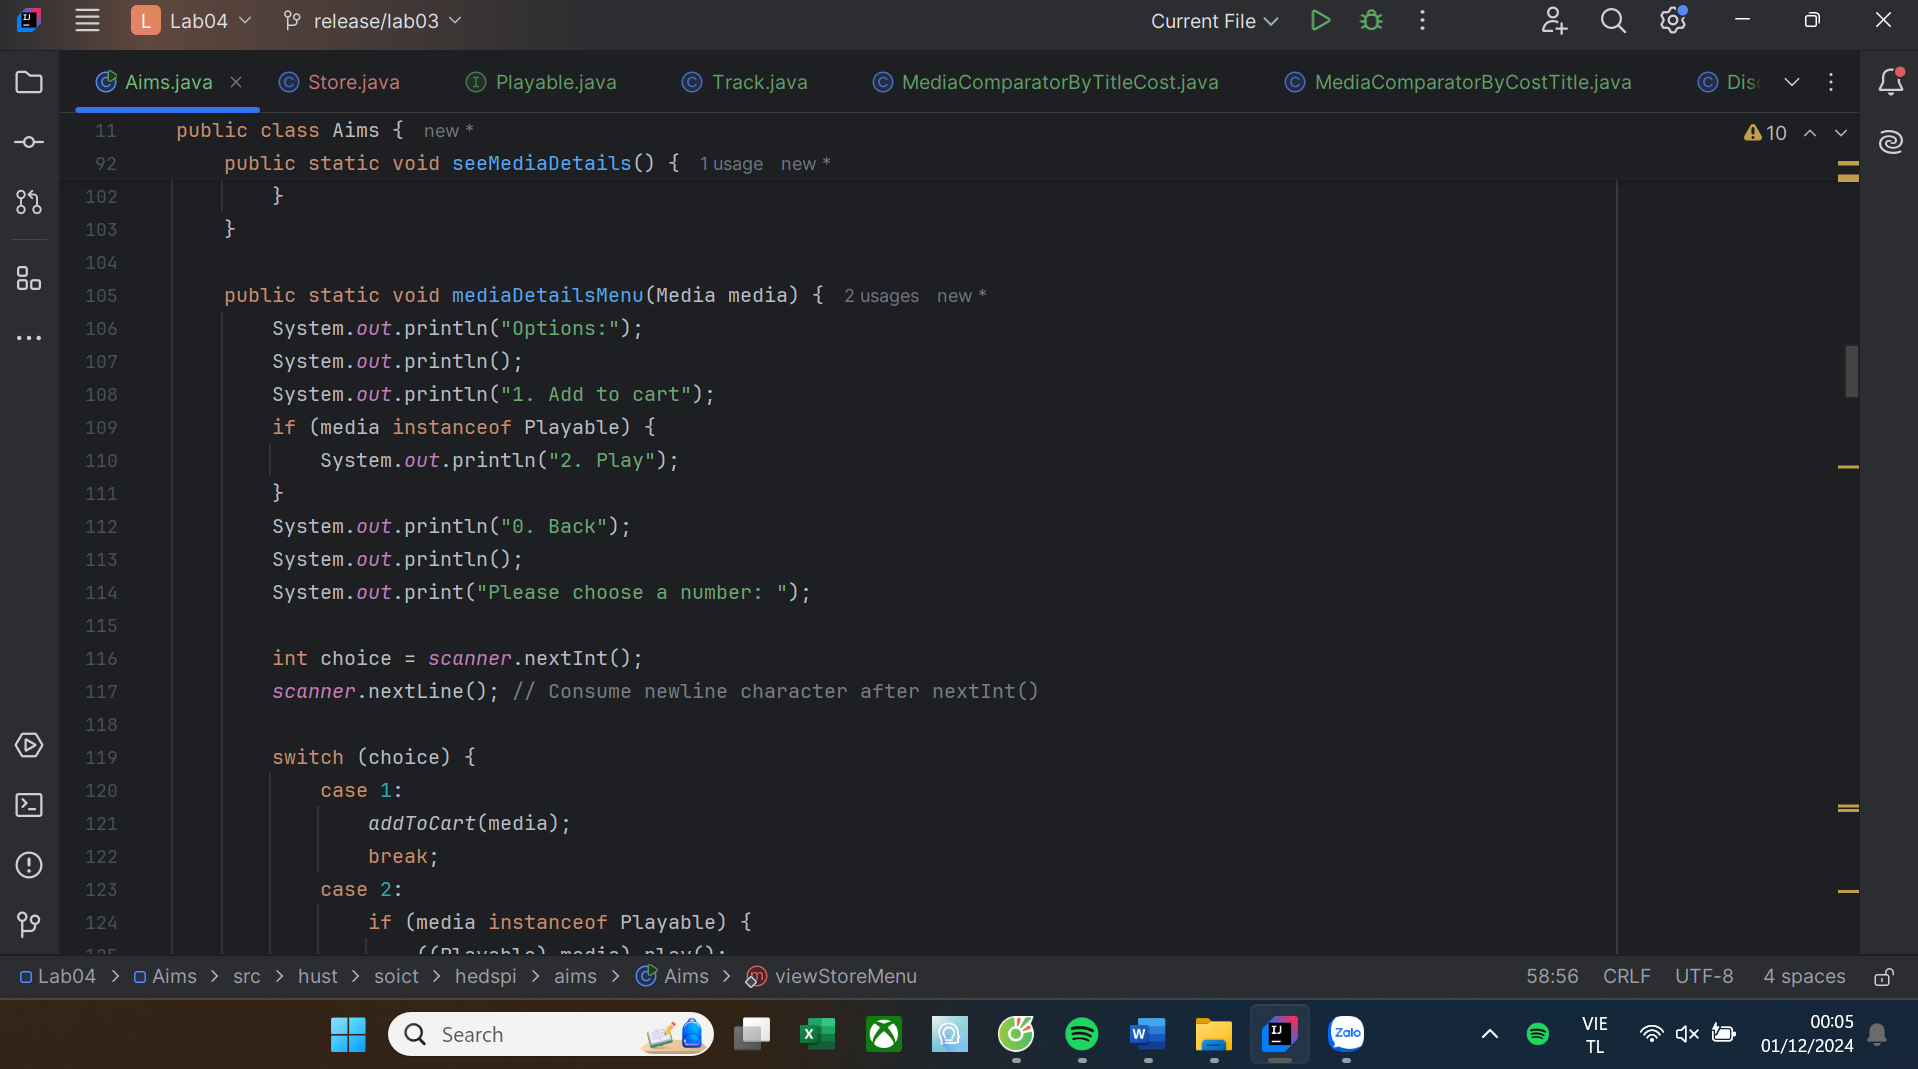 L Lab04 release/lab03 Current File
Aims.java Store.java Playable.java Track.java MediaComparatorByTitleCost.java MediaComparatorByCostTitle.java
11 public class Aims { new *
92 public static void seeMediaDetails() { 1 usage new *
10
102 }
103 }
104
105 public static void mediaDetailsMenu(Media media) { 2 usages new *
106 System.out.println("Options:");
107 System.out.println();
108 System.out.println("1. Add to cart");
109 if (media instanceof Playable) {
110 System.out.println("2. Play");
111 }
112 System.out.println("0. Back");
113 System.out.println();
114 System.out.print("Please choose a number: ");
115
116 int choice = scanner.nextInt();
117 scanner.nextLine(); // Consume newline character after nextInt()
118
119 switch (choice) {
120 case 1:
121 addToCart(media);
122 break;
123 case 2:
124 if (media instanceof Playable) {
((Playable) media).play();
Lab04 > Aims > src > hust > soict > hedspi > aims > Aims > viewStoreMenu 58:56 CRLF UTF-8 4 spaces
Search
Zalo
VIE
TL
00:05
01/12/2024